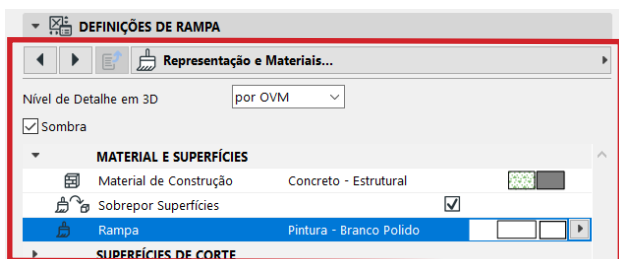 DEFINIÇÕES DE RAMPA
Representação e Materiais...
Nível de Detalhe em 3D por OVM
Sombra
MATERIAL E SUPERFÍCIES
Material de Construção Concreto - Estrutural
Sobrepor Superfícies
Rampa Pintura - Branco Polido
SUPERFÍCIES DE CORTE